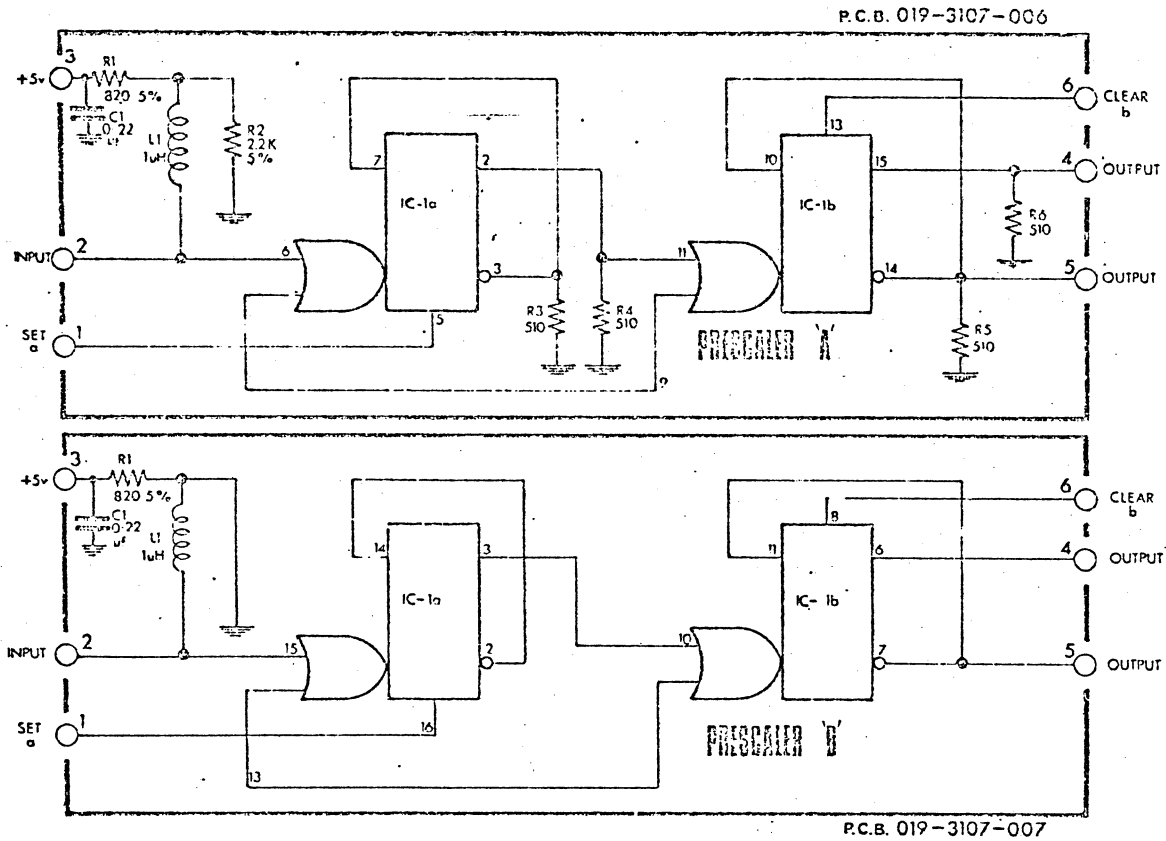 P.C.B. 019-3107-006
3
+5v
R1
820 5%
C1
0.22
L1
1uH
R2
2.2K
5%
7
2
IC-1a
INPUT
2
6
3
5
SET
a
1
R3
510
R4
510
11
9
10
13
15
IC-1b
14
PRESCALER 'A'
6
CLEAR
b
4
OUTPUT
R6
510
5
OUTPUT
R5
510
3
+5v
R1
820 5%
C1
0.22
L1
1uH
14
3
IC-1a
INPUT
2
15
2
16
SET
a
1
13
10
11
8
6
IC-1b
7
PRESCALER 'B'
6
CLEAR
b
4
OUTPUT
5
OUTPUT
P.C.B. 019-3107-007